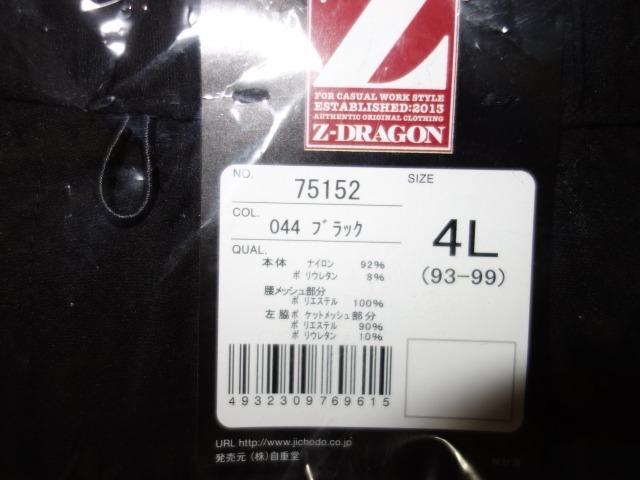 Z
FOR CASUAL WORK STYLE
ESTABLISHED:2013
AUTHENTIC ORIGINAL CLOTHING
Z-DRAGON
NO. 75152
SIZE
COL. 044 ブラック
4L
(93-99)
QUAL.
本体 ナイロン 92%
ポリウレタン 8%
腰メッシュ部分
ポリエステル 100%
左脇ポケットメッシュ部分
ポリエステル 90%
ポリウレタン 10%
4932309769615
URL http://www.jichodo.co.jp
発売元 (株)自重堂